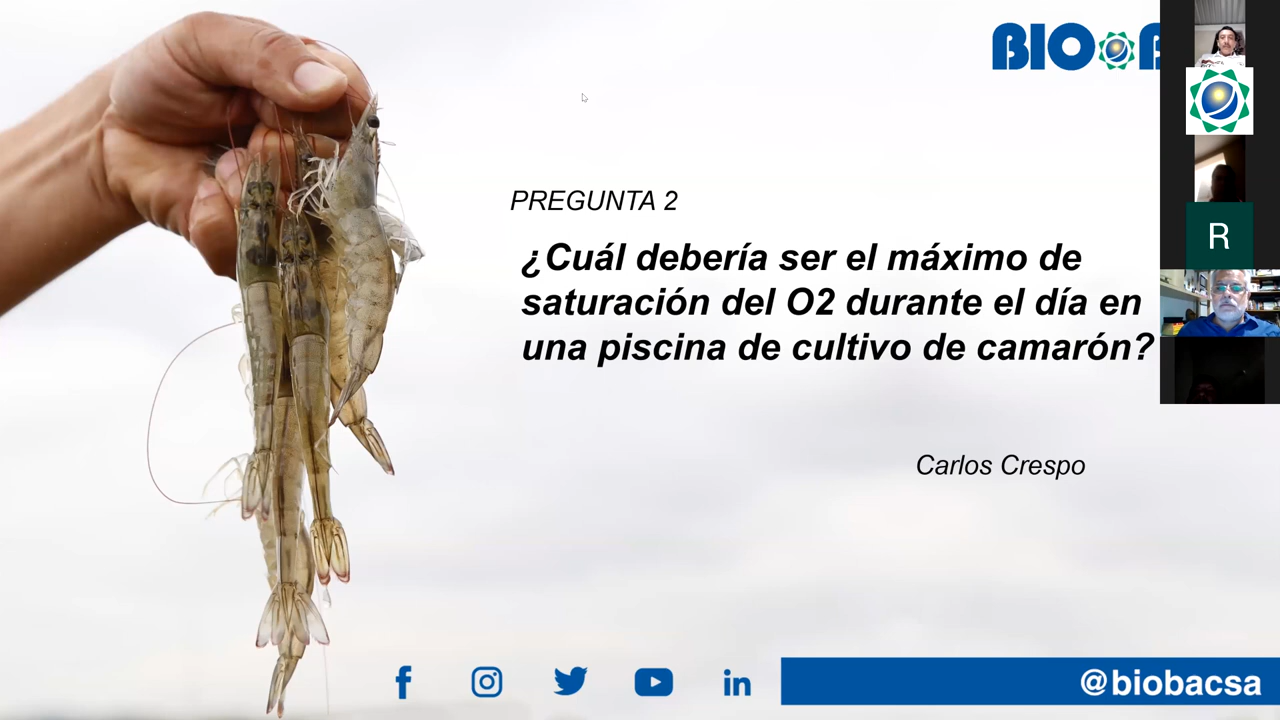 BIO B
R
PREGUNTA 2
¿Cuál debería ser el máximo de
saturación del O2 durante el día en
una piscina de cultivo de camarón?
Carlos Crespo
@biobacsa